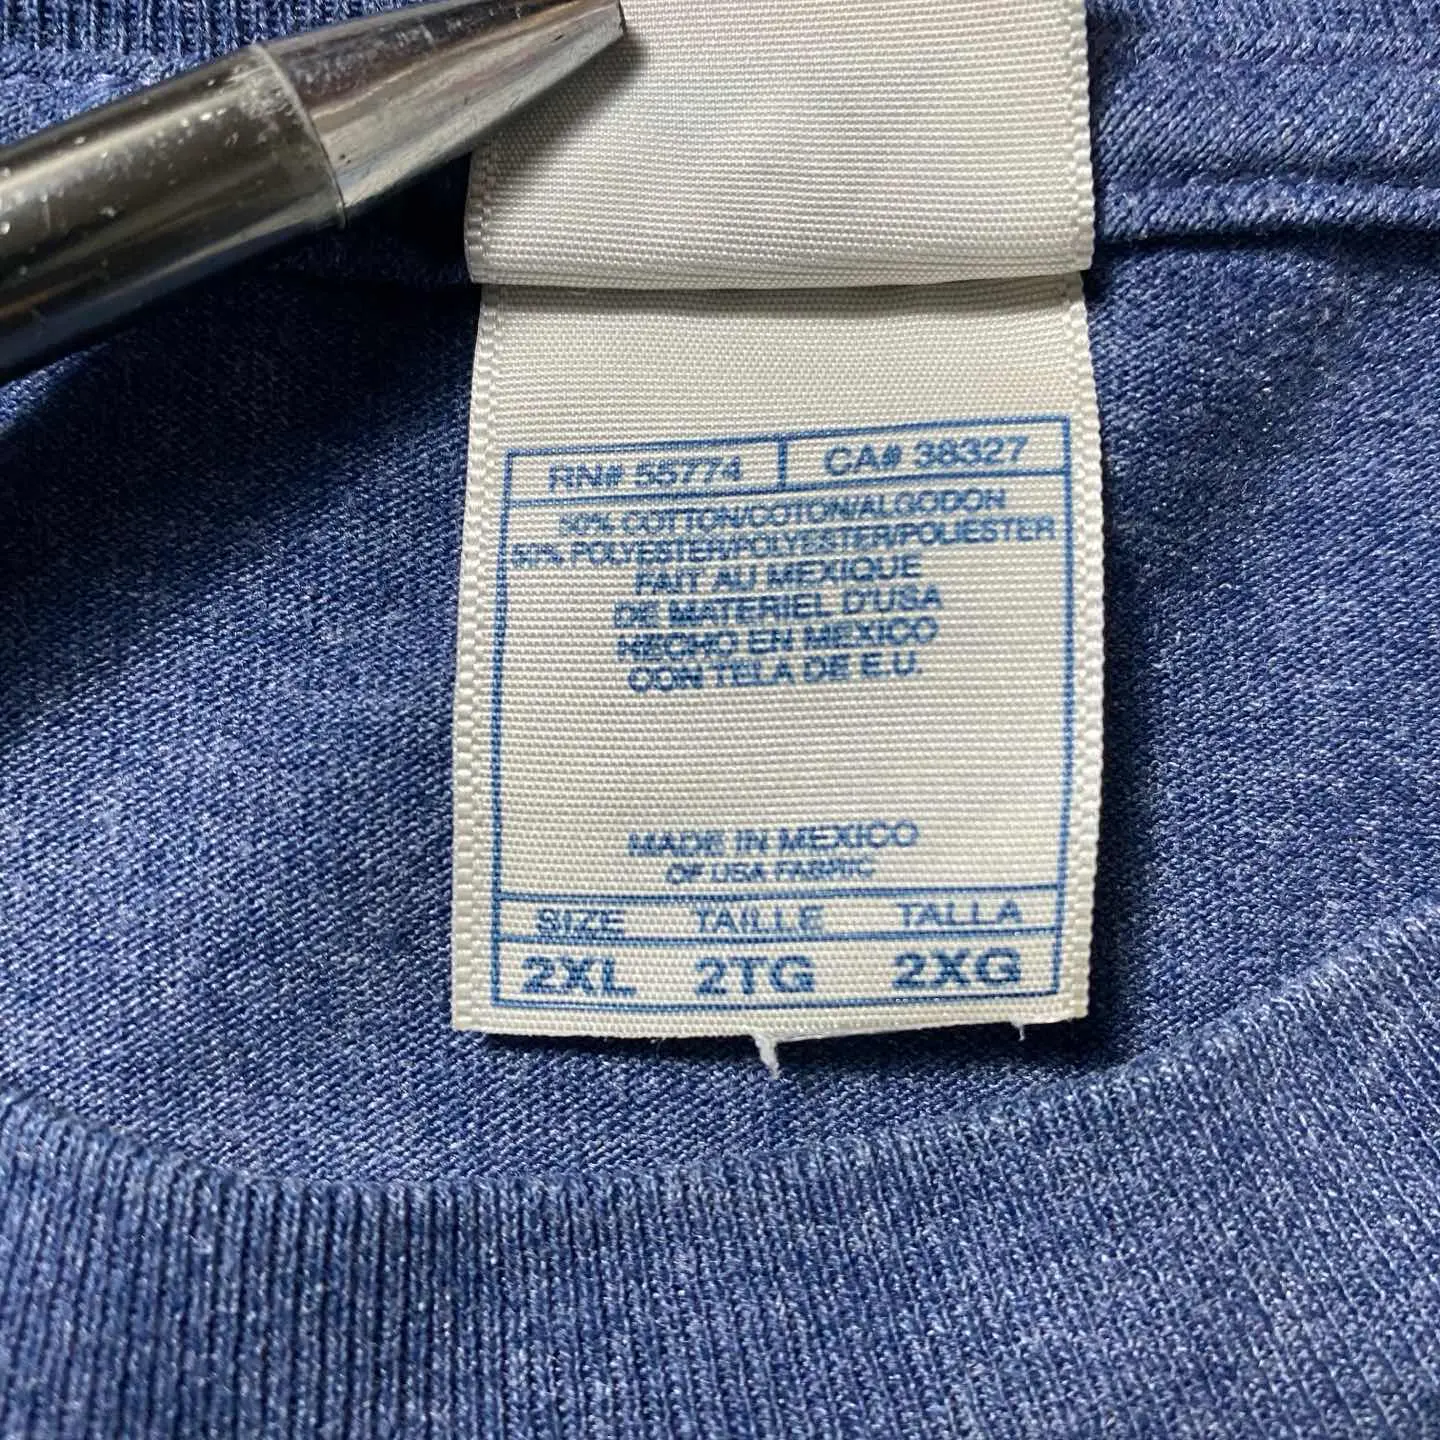 RN# 55774 CA# 38327
50% COTTON/COTON/ALGODON
50% POLYESTER/POLYESTER/POLIESTER
FAIT AU MEXIQUE
DE MATERIEL D'USA
HECHO EN MEXICO
CON TELA DE E.U.
MADE IN MEXICO
OF USA FABRIC
SIZE TAILLE TALLA
2XL 2TG 2XG